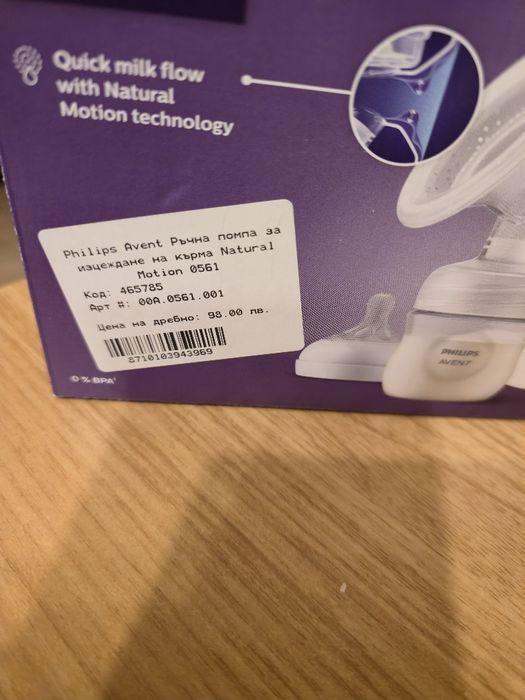 Quick milk flow
with Natural
Motion technology
Philips Avent Ръчна помпа за
изцеждане на кърма Natural
Motion 0561
Код: 465785
Арт #: 00A.0561.001
Цена на дребно: 98.00 лв.
8710103943969
0 % BPA¹
PHILIPS
AVENT